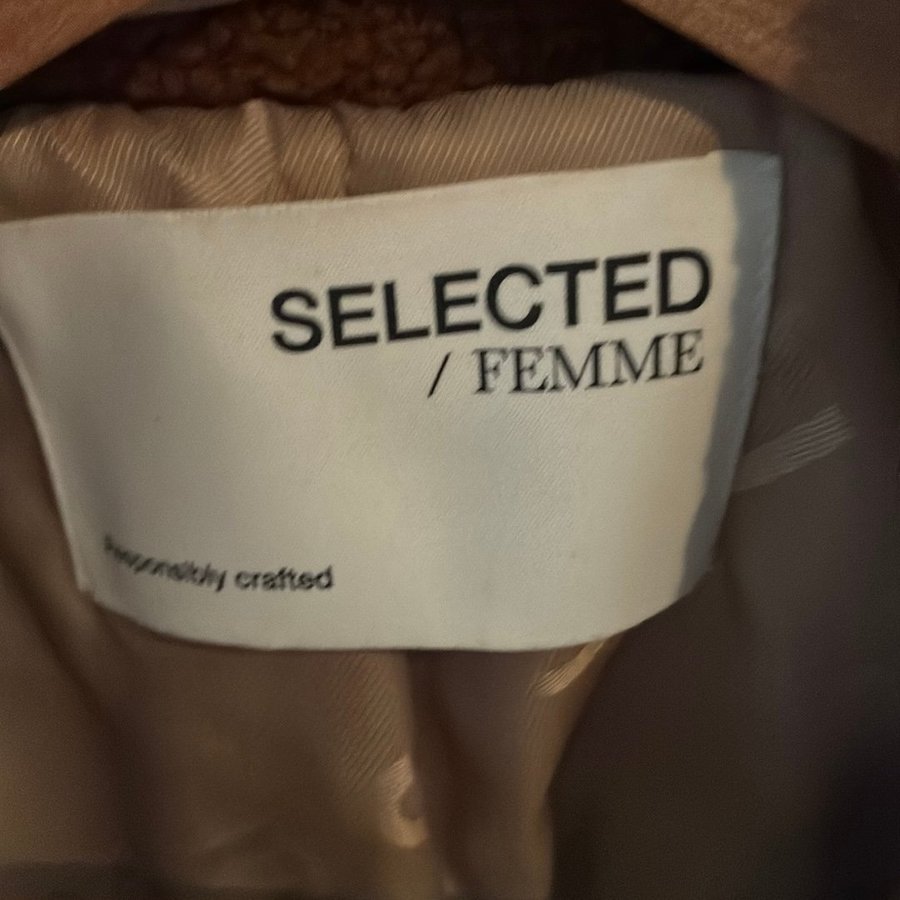 SELECTED
/ FEMME
Responsibly crafted